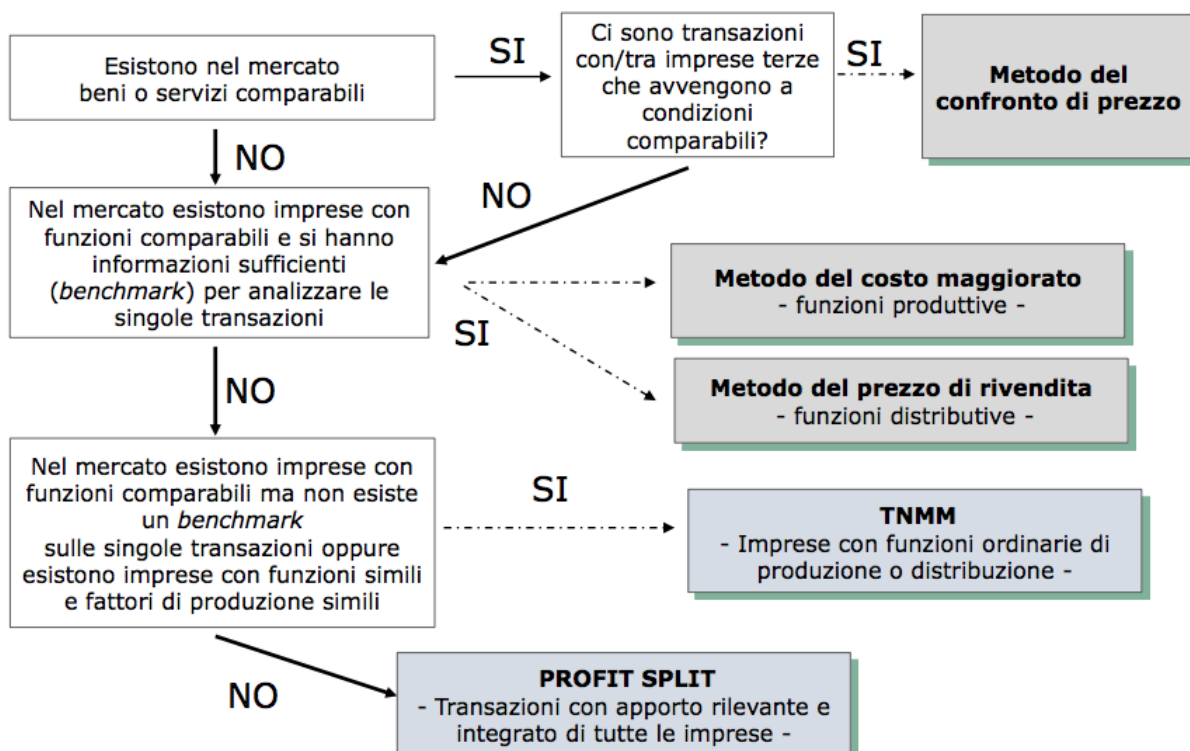 Esistono nel mercato
beni o servizi comparabili
SI
Ci sono transazioni
con/tra imprese terze
che avvengono a
condizioni
comparabili?
SI
Metodo del
confronto di prezzo
NO
NO
Nel mercato esistono imprese con
funzioni comparabili e si hanno
informazioni sufficienti
(benchmark) per analizzare le
singole transazioni
SI
Metodo del costo maggiorato
- funzioni produttive -
Metodo del prezzo di rivendita
- funzioni distributive -
NO
Nel mercato esistono imprese con
funzioni comparabili ma non esiste
un benchmark
sulle singole transazioni oppure
esistono imprese con funzioni simili
e fattori di produzione simili
SI
TNMM
- Imprese con funzioni ordinarie di
produzione o distribuzione -
NO
PROFIT SPLIT
- Transazioni con apporto rilevante e
integrato di tutte le imprese -